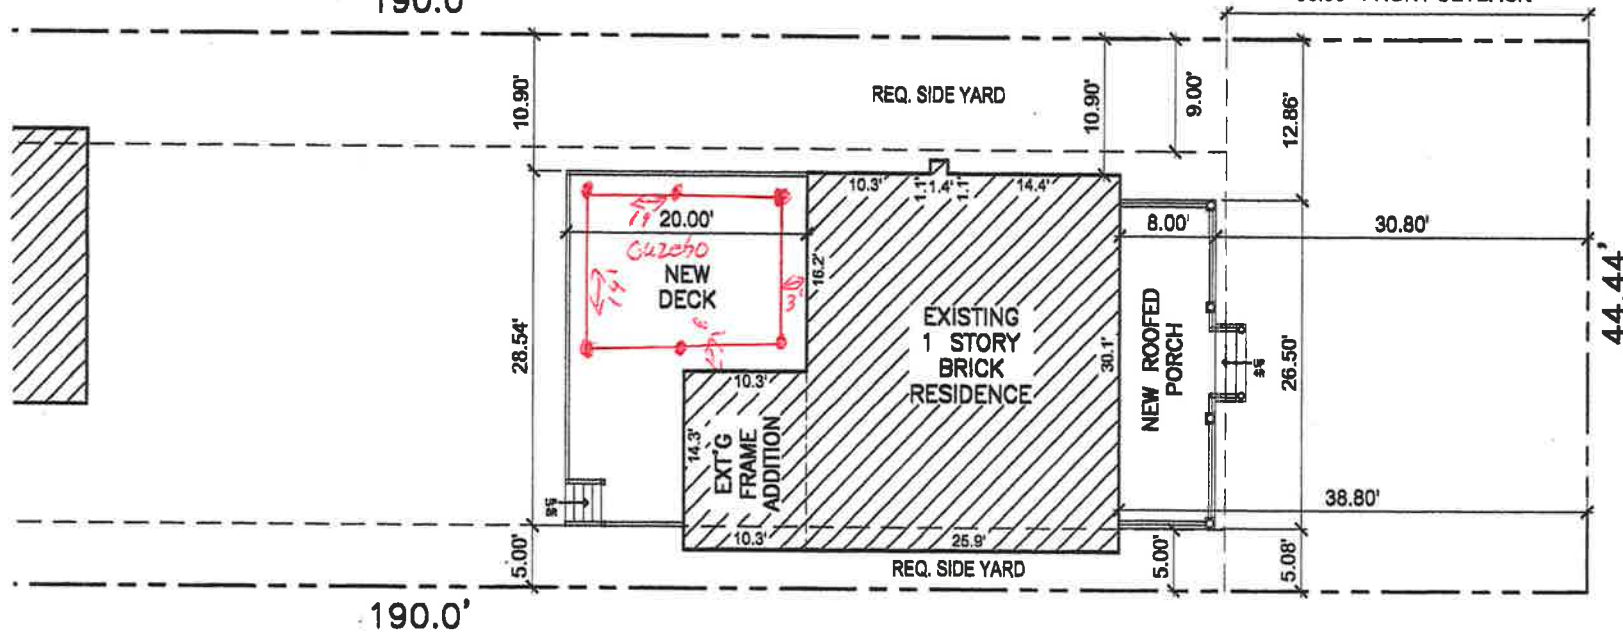 190.0'
REQ. SIDE YARD
10.90'
10.90'
9.00'
12.86'
10.3'
1.1'
1.4'
1.1'
14.4'
20.00'
8.00'
30.80'
Guzebo
NEW
DECK
14'
3'
16.2'
28.54'
EXISTING
1 STORY
BRICK
RESIDENCE
30.1'
NEW ROOFED
PORCH
26.50'
44.44'
10.3'
14.3'
EXT'G
FRAME
ADDITION
38.80'
10.3'
25.9'
5.00'
REQ. SIDE YARD
5.00'
5.08'
190.0'